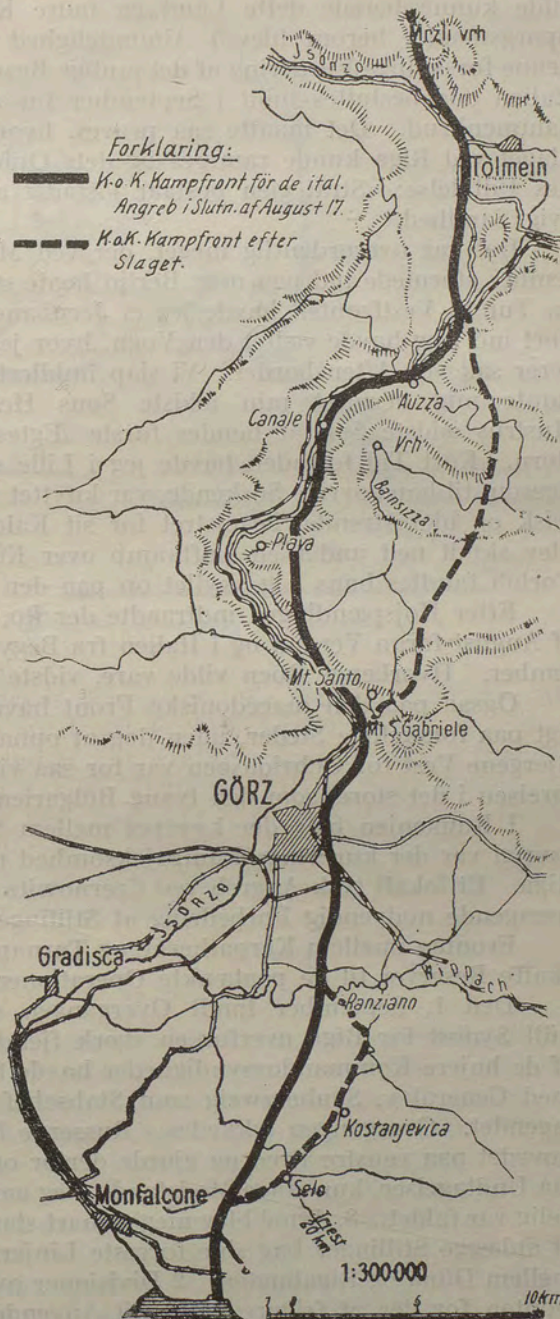 Mrzli vrh
Isonzo
Tolmein
Forklaring:
K.o.K. Kampfront för de ital.
Angreb i Slutn. af August 17.
K.o.K. Kampfront efter
Slaget.
Auzza
Canale
Vrh
Bainsizza
Plava
Mt. Santo
Mt. S. Gabriele
GÖRZ
Isonzo
Gradisca
Wippach
Ranziano
Kostanjevica
Monfalcone
Selo
Triest
20 km
1:300000
10 Km